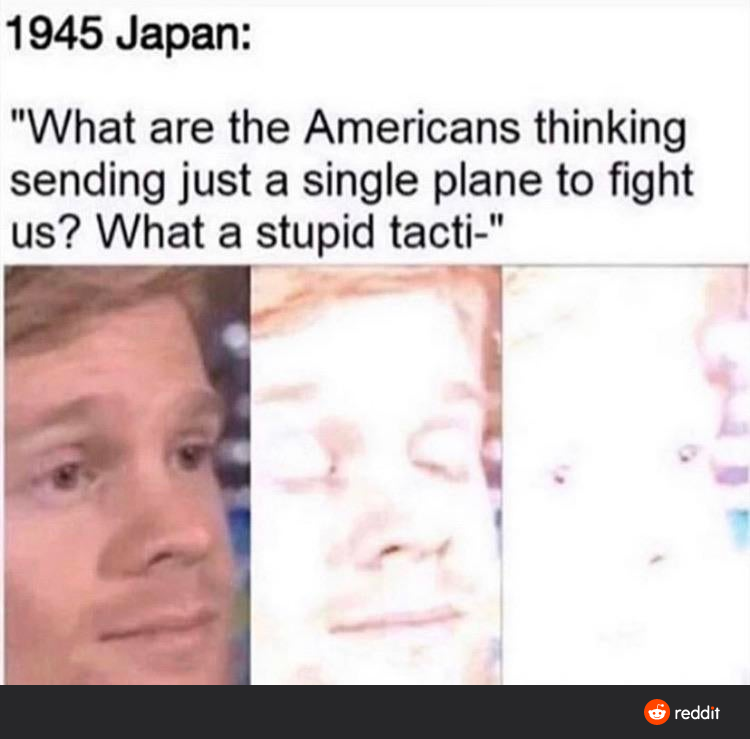 1945 Japan:
"What are the Americans thinking
sending just a single plane to fight
us? What a stupid tacti-"
reddit